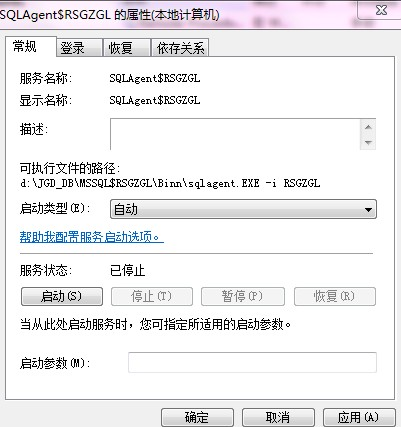 SQLAgent$RSGZGL 的属性(本地计算机)
常规 登录 恢复 依存关系
服务名称: SQLAgent$RSGZGL
显示名称: SQLAgent$RSGZGL
描述:
可执行文件的路径:
d:\JGD_DB\MSSQL$RSGZGL\Binn\sqlagent.EXE -i RSGZGL
启动类型(E): 自动
帮助我配置服务启动选项。
服务状态: 已停止
启动(S) 停止(T) 暂停(P) 恢复(R)
当从此处启动服务时，您可指定所适用的启动参数。
启动参数(M):
确定 取消 应用(A)